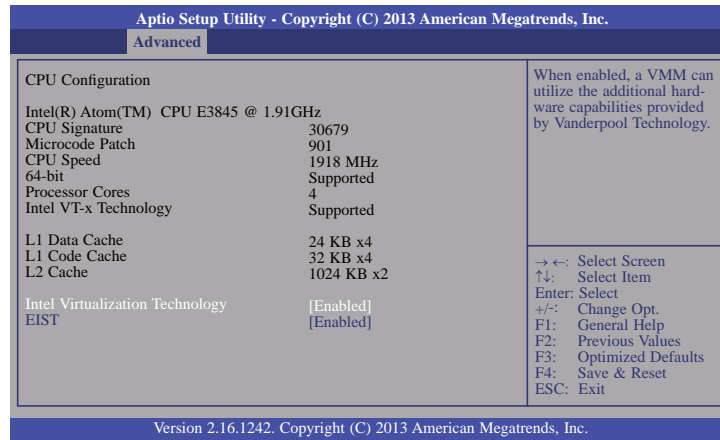 Aptio Setup Utility - Copyright (C) 2013 American Megatrends, Inc.
Advanced
CPU Configuration
Intel(R) Atom(TM) CPU E3845 @ 1.91GHz
CPU Signature 30679
Microcode Patch 901
CPU Speed 1918 MHz
64-bit Supported
Processor Cores 4
Intel VT-x Technology Supported
L1 Data Cache 24 KB x4
L1 Code Cache 32 KB x4
L2 Cache 1024 KB x2
Intel Virtualization Technology [Enabled]
EIST [Enabled]
When enabled, a VMM can
utilize the additional hard-
ware capabilities provided
by Vanderpool Technology.
→ ←: Select Screen
↑↓: Select Item
Enter: Select
+/-: Change Opt.
F1: General Help
F2: Previous Values
F3: Optimized Defaults
F4: Save & Reset
ESC: Exit
Version 2.16.1242. Copyright (C) 2013 American Megatrends, Inc.